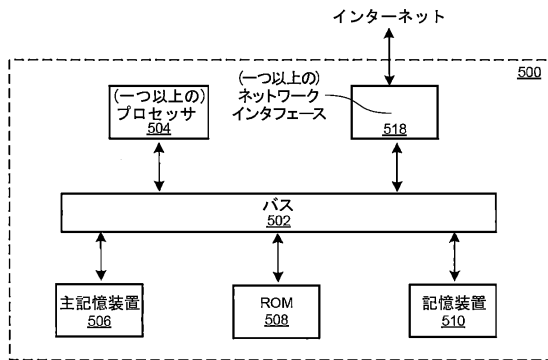 インターネット
500
(一つ以上の)
プロセッサ
504
(一つ以上の)
ネットワーク
インタフェース
518
バス
502
主記憶装置
506
ROM
508
記憶装置
510